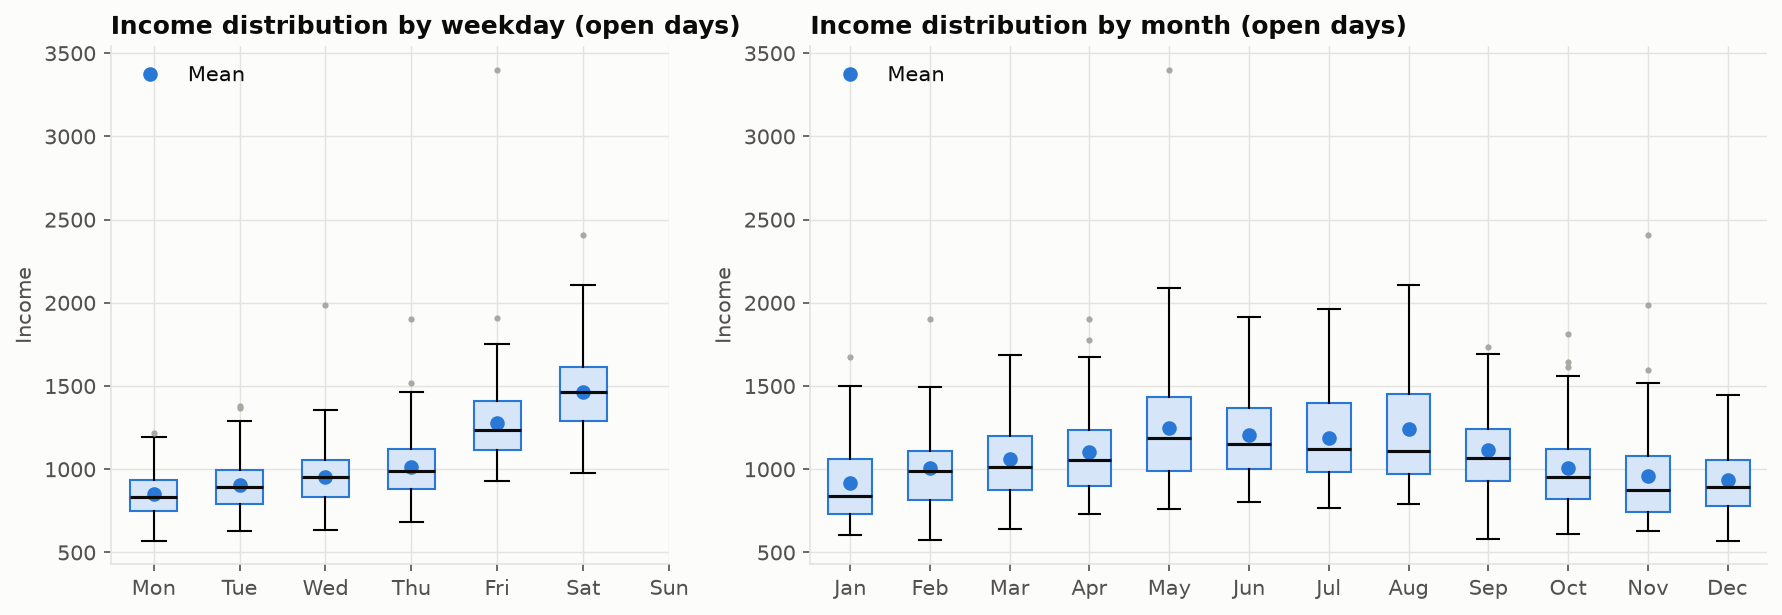 Income distribution by weekday (open days)
Mean
Income
3500
3000
2500
2000
1500
1000
500
Mon Tue Wed Thu Fri Sat Sun
Income distribution by month (open days)
Mean
Income
3500
3000
2500
2000
1500
1000
500
Jan Feb Mar Apr May Jun Jul Aug Sep Oct Nov Dec